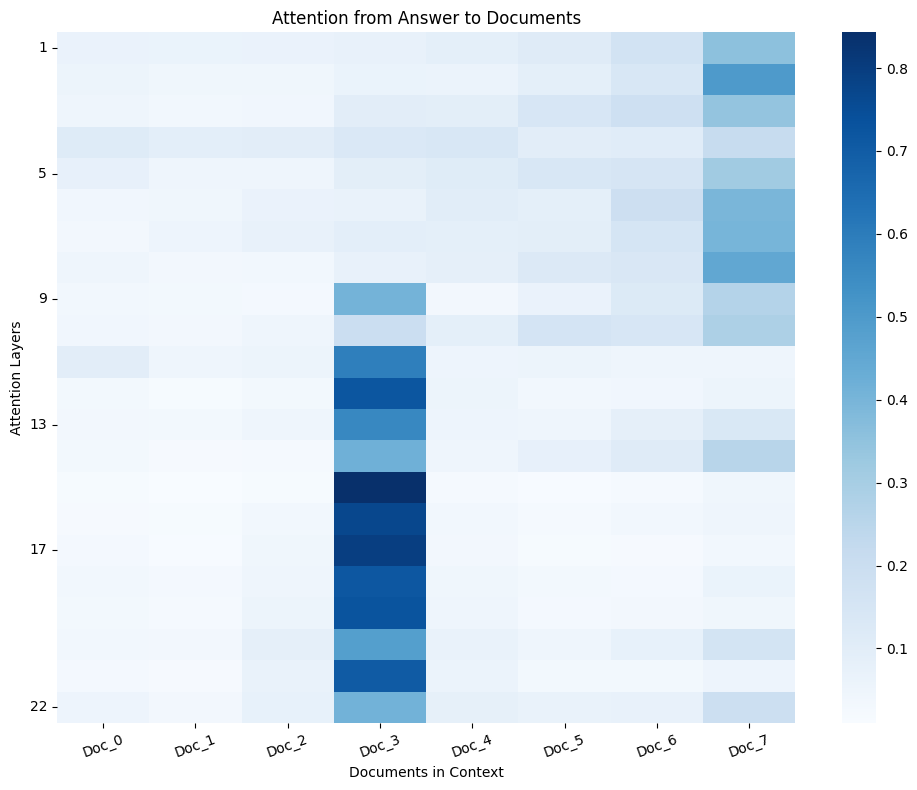 Attention from Answer to Documents
Attention Layers
1
5
9
13
17
22
Doc_0
Doc_1
Doc_2
Doc_3
Doc_4
Doc_5
Doc_6
Doc_7
Documents in Context
0.8
0.7
0.6
0.5
0.4
0.3
0.2
0.1